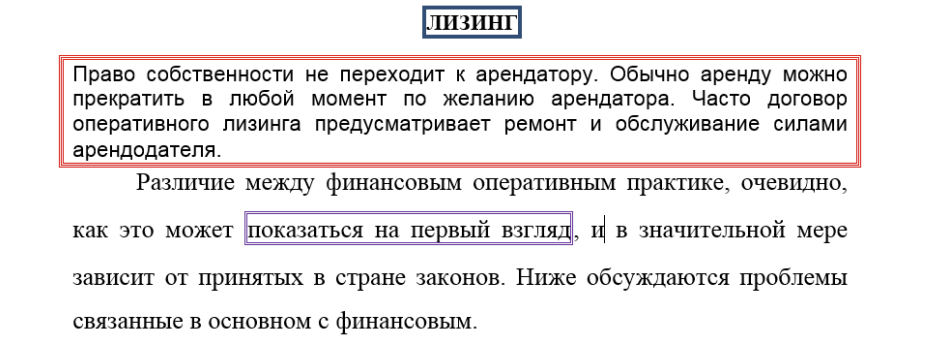 ЛИЗИНГ
Право собственности не переходит к арендатору. Обычно аренду можно
прекратить в любой момент по желанию арендатора. Часто договор
оперативного лизинга предусматривает ремонт и обслуживание силами
арендодателя.
Различие между финансовым оперативным практике, очевидно,
как это может показаться на первый взгляд, и в значительной мере
зависит от принятых в стране законов. Ниже обсуждаются проблемы
связанные в основном с финансовым.